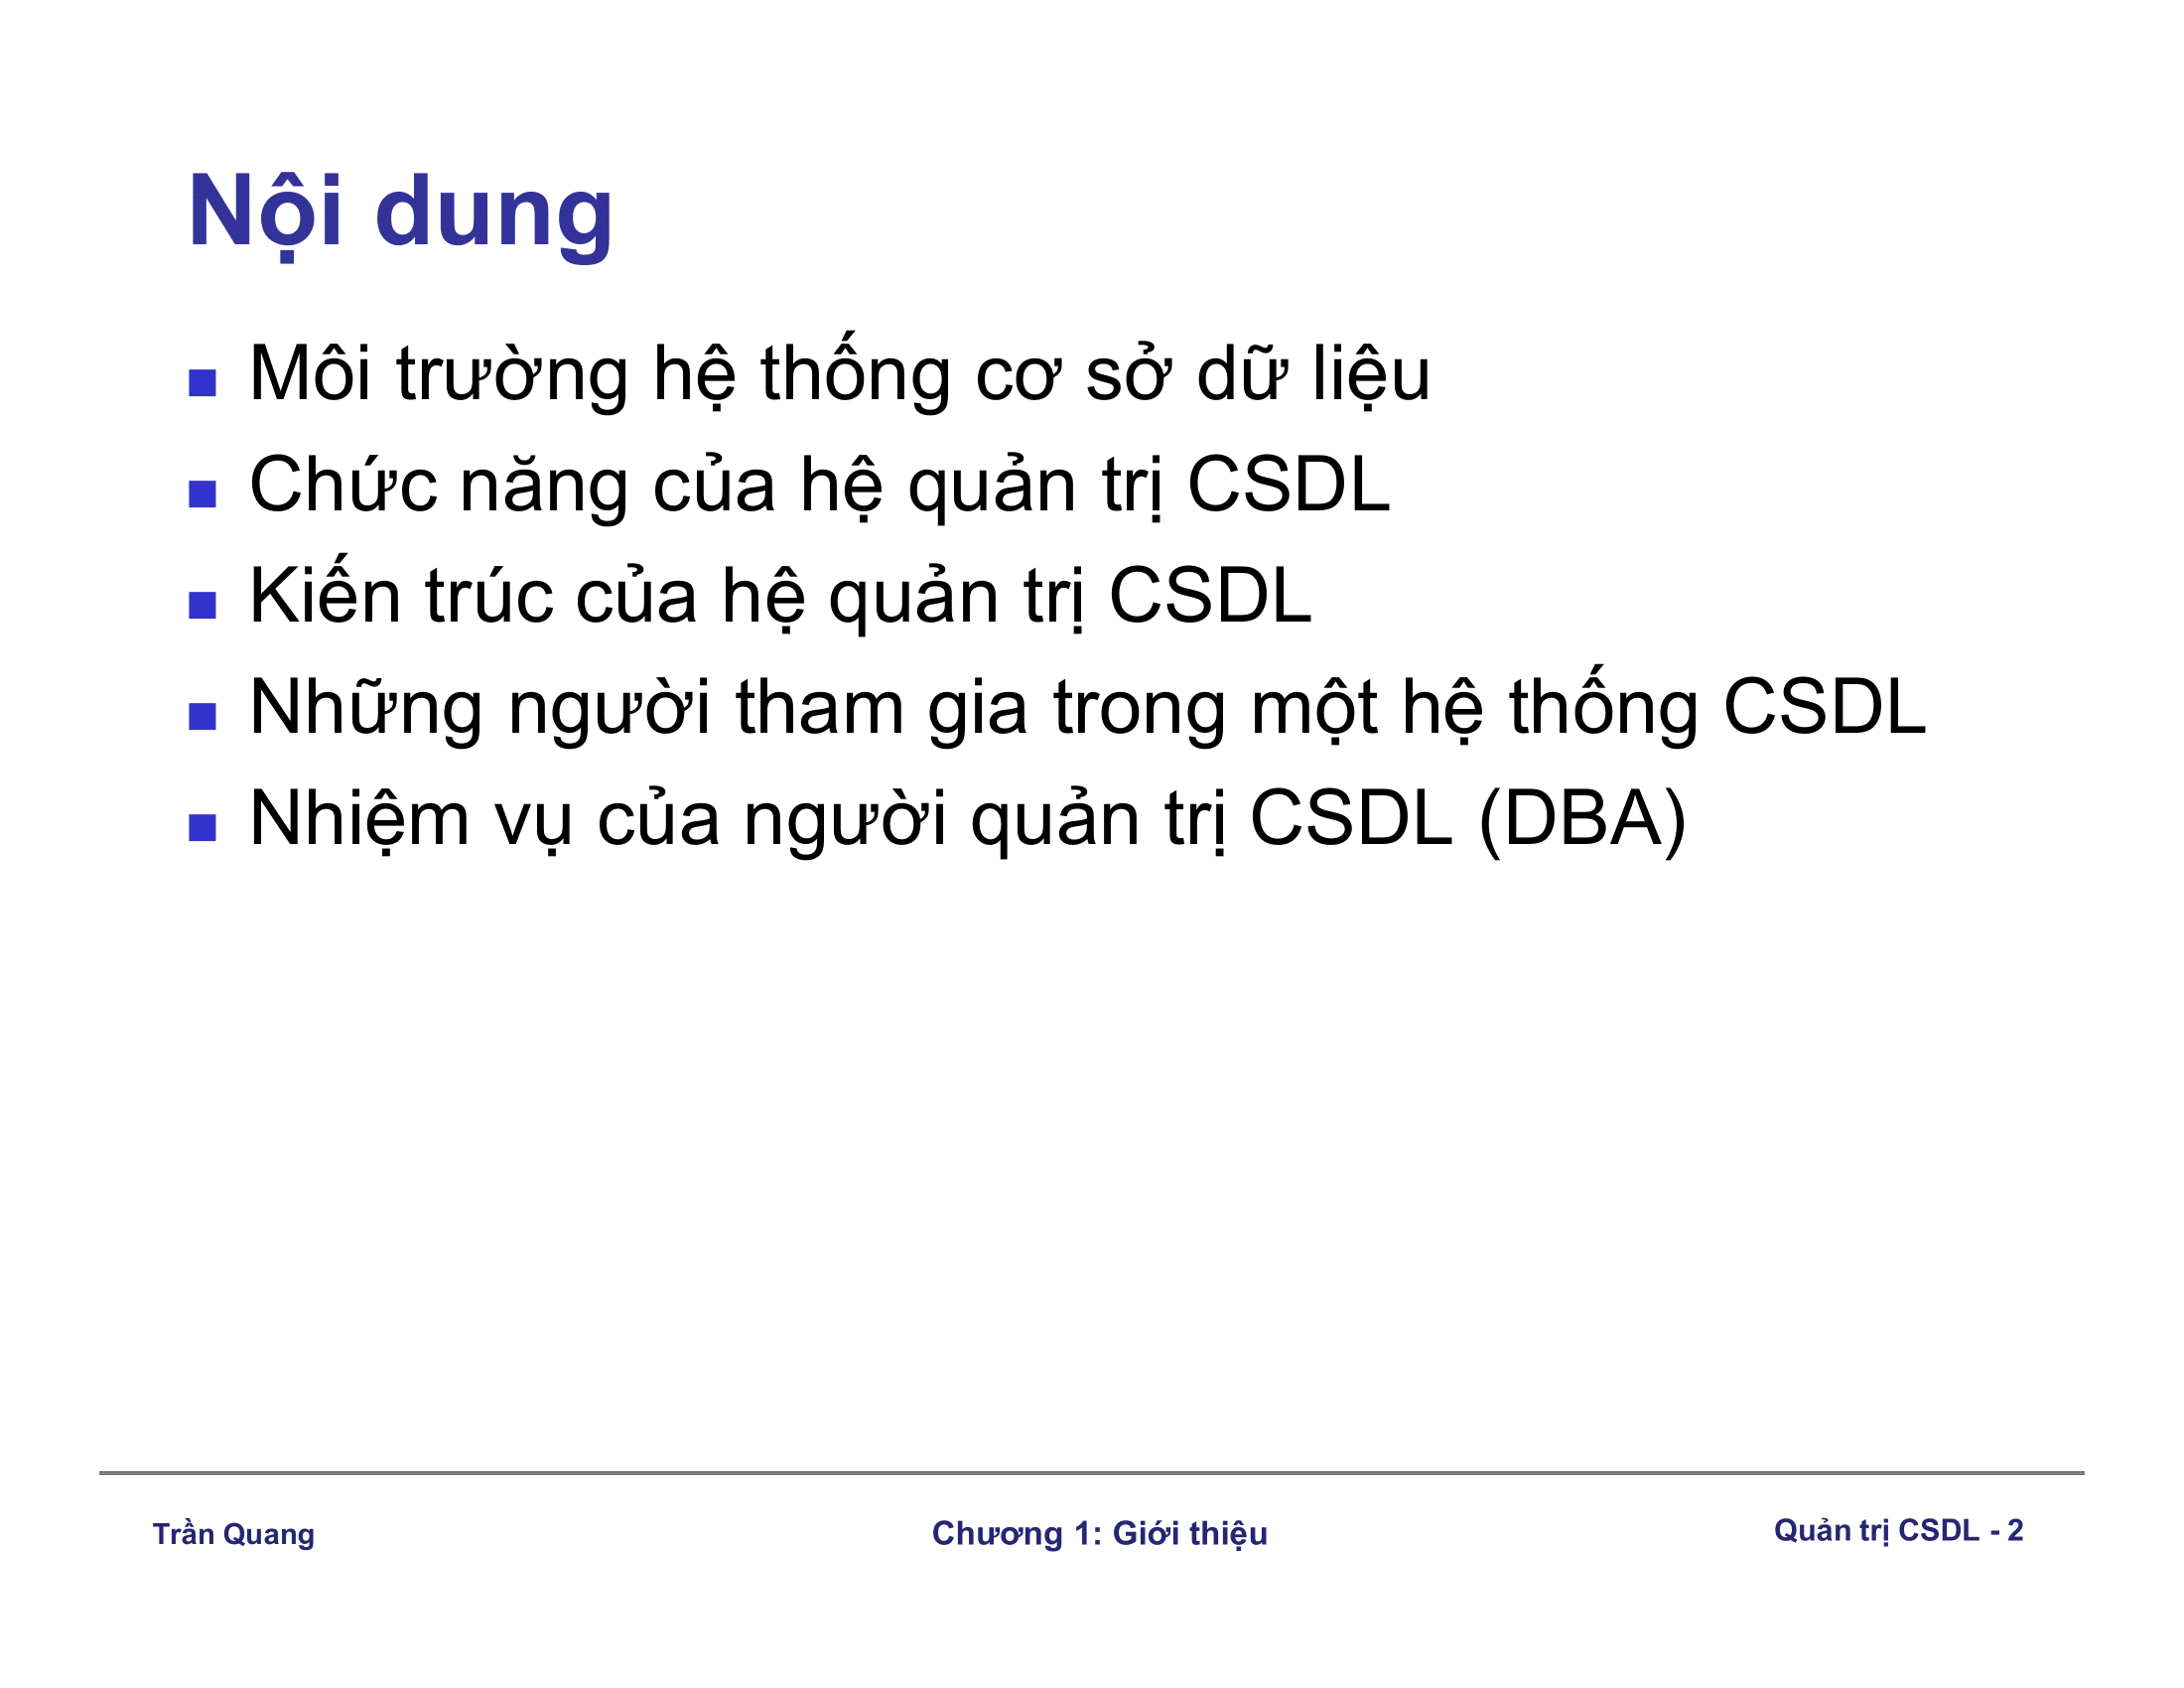 Nội dung
Môi trường hệ thống cơ sở dữ liệu
Chức năng của hệ quản trị CSDL
Kiến trúc của hệ quản trị CSDL
Những người tham gia trong một hệ thống CSDL
Nhiệm vụ của người quản trị CSDL (DBA)
Trần Quang
Chương 1: Giới thiệu
Quản trị CSDL - 2